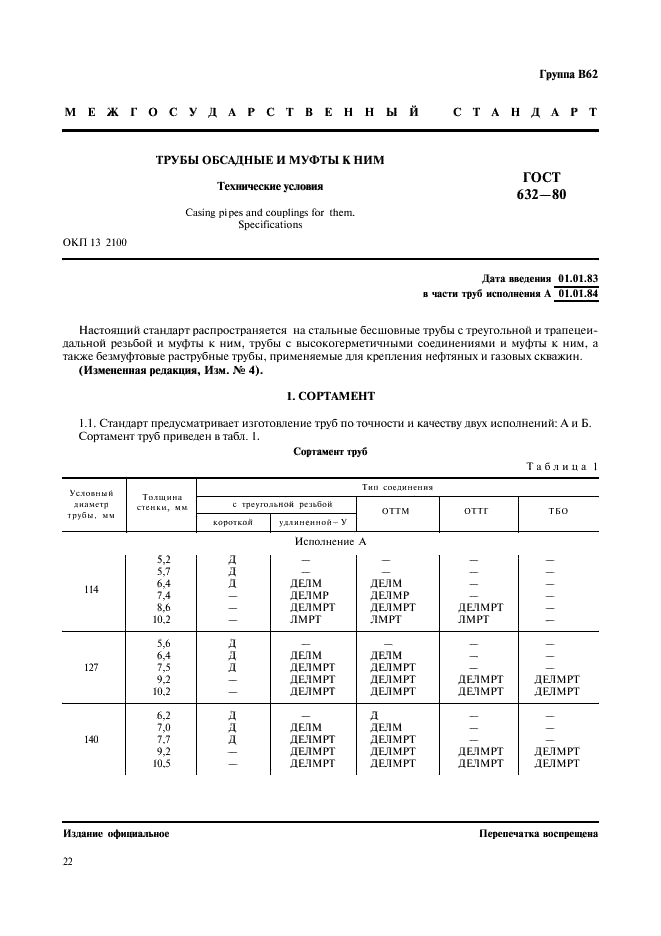 Группа В62
МЕЖГОСУДАРСТВЕННЫЙ СТАНДАРТ
ТРУБЫ ОБСАДНЫЕ И МУФТЫ К НИМ
Технические условия
Casing pipes and couplings for them.
Specifications
ГОСТ
632—80
ОКП 13 2100
Дата введения 01.01.83
в части труб исполнения А 01.01.84
Настоящий стандарт распространяется на стальные бесшовные трубы с треугольной и трапецеи-
дальной резьбой и муфты к ним, трубы с высокогерметичными соединениями и муфты к ним, а
также безмуфтовые раструбные трубы, применяемые для крепления нефтяных и газовых скважин.
(Измененная редакция, Изм. № 4).
1. СОРТАМЕНТ
1.1. Стандарт предусматривает изготовление труб по точности и качеству двух исполнений: А и Б.
Сортамент труб приведен в табл. 1.
Сортамент труб
Таблица 1
Условный
диаметр
трубы, мм
Толщина
стенки, мм
Тип соединения
с треугольной резьбой
короткой
удлиненной – У
ОТТМ
ОТТГ
ТБО
Исполнение А
114
5,2 Д — — — —
5,7 Д — — — —
6,4 Д ДЕЛМ ДЕЛМ — —
7,4 — ДЕЛМР ДЕЛМР — —
8,6 — ДЕЛМРТ ДЕЛМРТ ДЕЛМРТ —
10,2 — ЛМРТ ЛМРТ ЛМРТ —
127
5,6 Д — — — —
6,4 Д ДЕЛМ ДЕЛМ — —
7,5 Д ДЕЛМРТ ДЕЛМРТ — —
9,2 — ДЕЛМРТ ДЕЛМРТ ДЕЛМРТ ДЕЛМРТ
10,2 — ДЕЛМРТ ДЕЛМРТ ДЕЛМРТ ДЕЛМРТ
140
6,2 Д — Д — —
7,0 Д ДЕЛМ ДЕЛМ — —
7,7 Д ДЕЛМРТ ДЕЛМРТ — —
9,2 — ДЕЛМРТ ДЕЛМРТ ДЕЛМРТ ДЕЛМРТ
10,5 — ДЕЛМРТ ДЕЛМРТ ДЕЛМРТ ДЕЛМРТ
Издание официальное
Перепечатка воспрещена
22